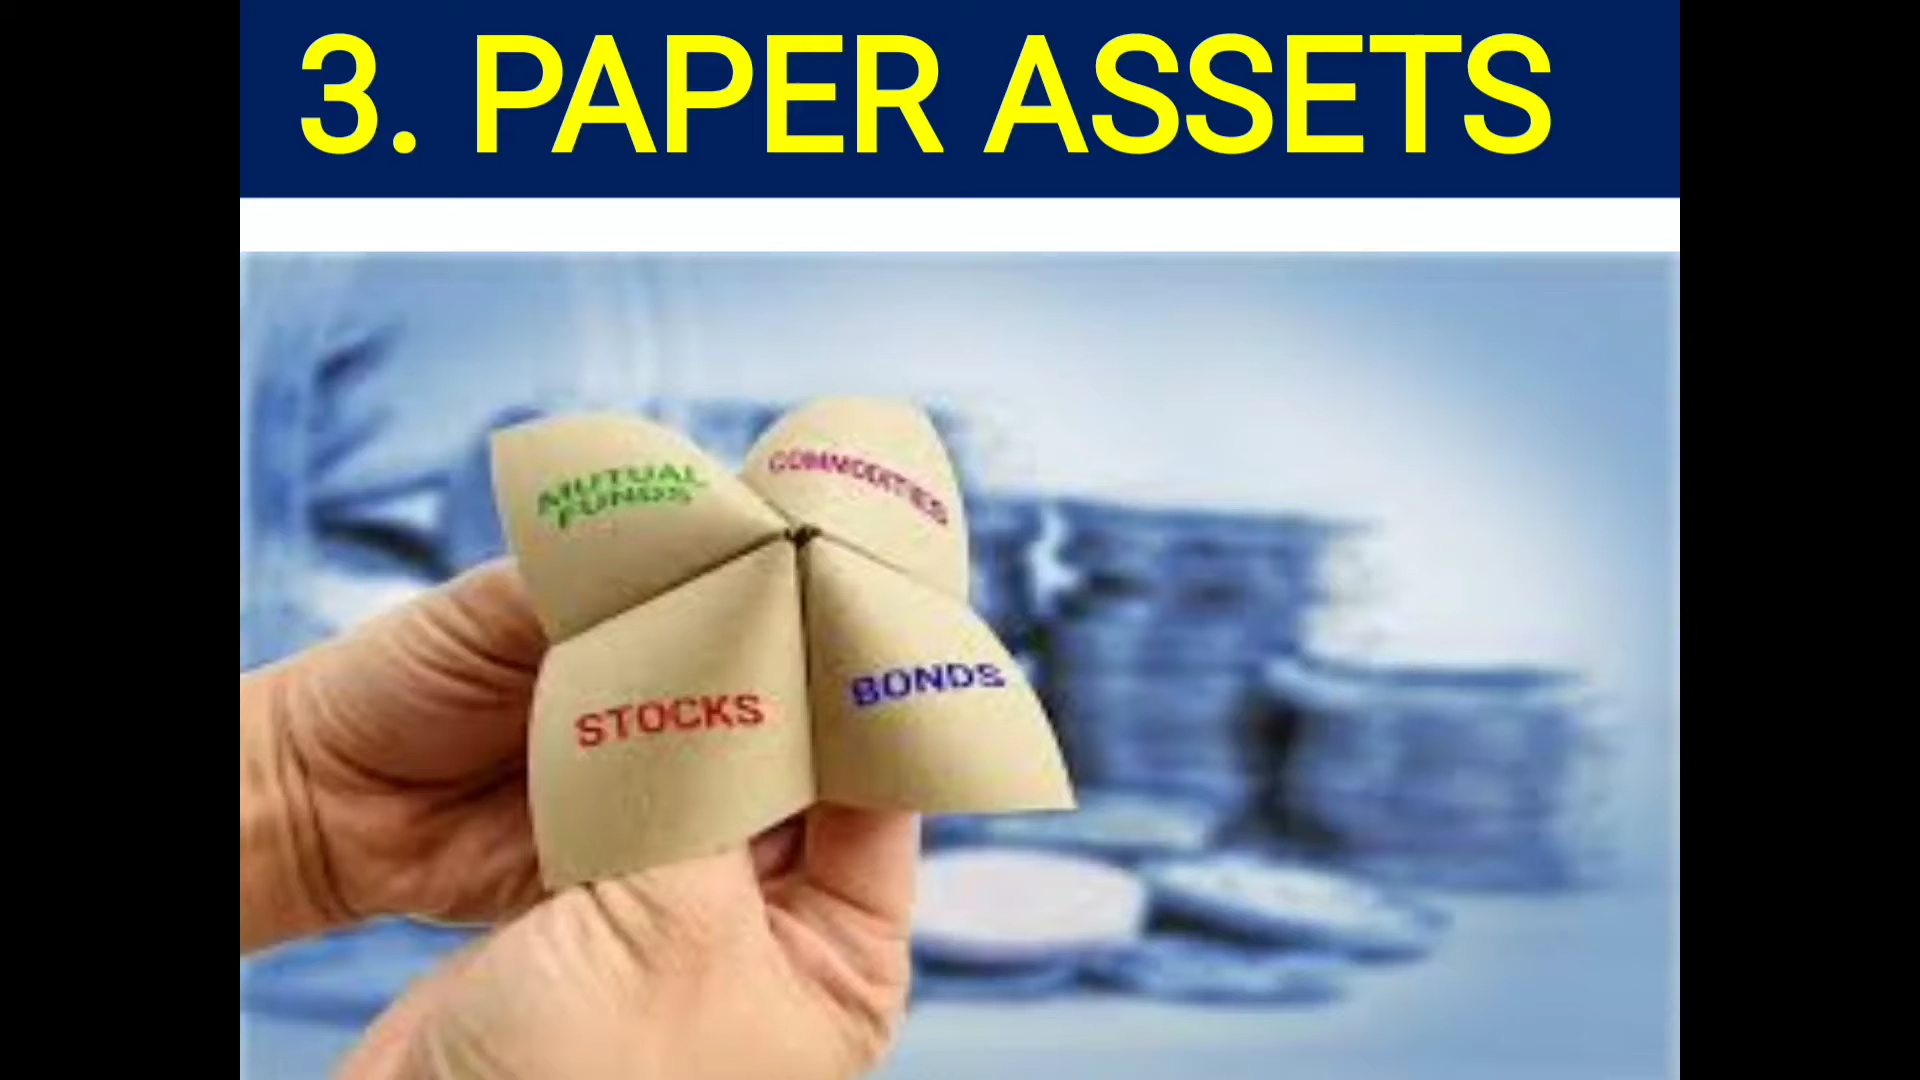 3. PAPER ASSETS
MUTUAL
FUNDS
COMMODITIES
STOCKS
BONDS